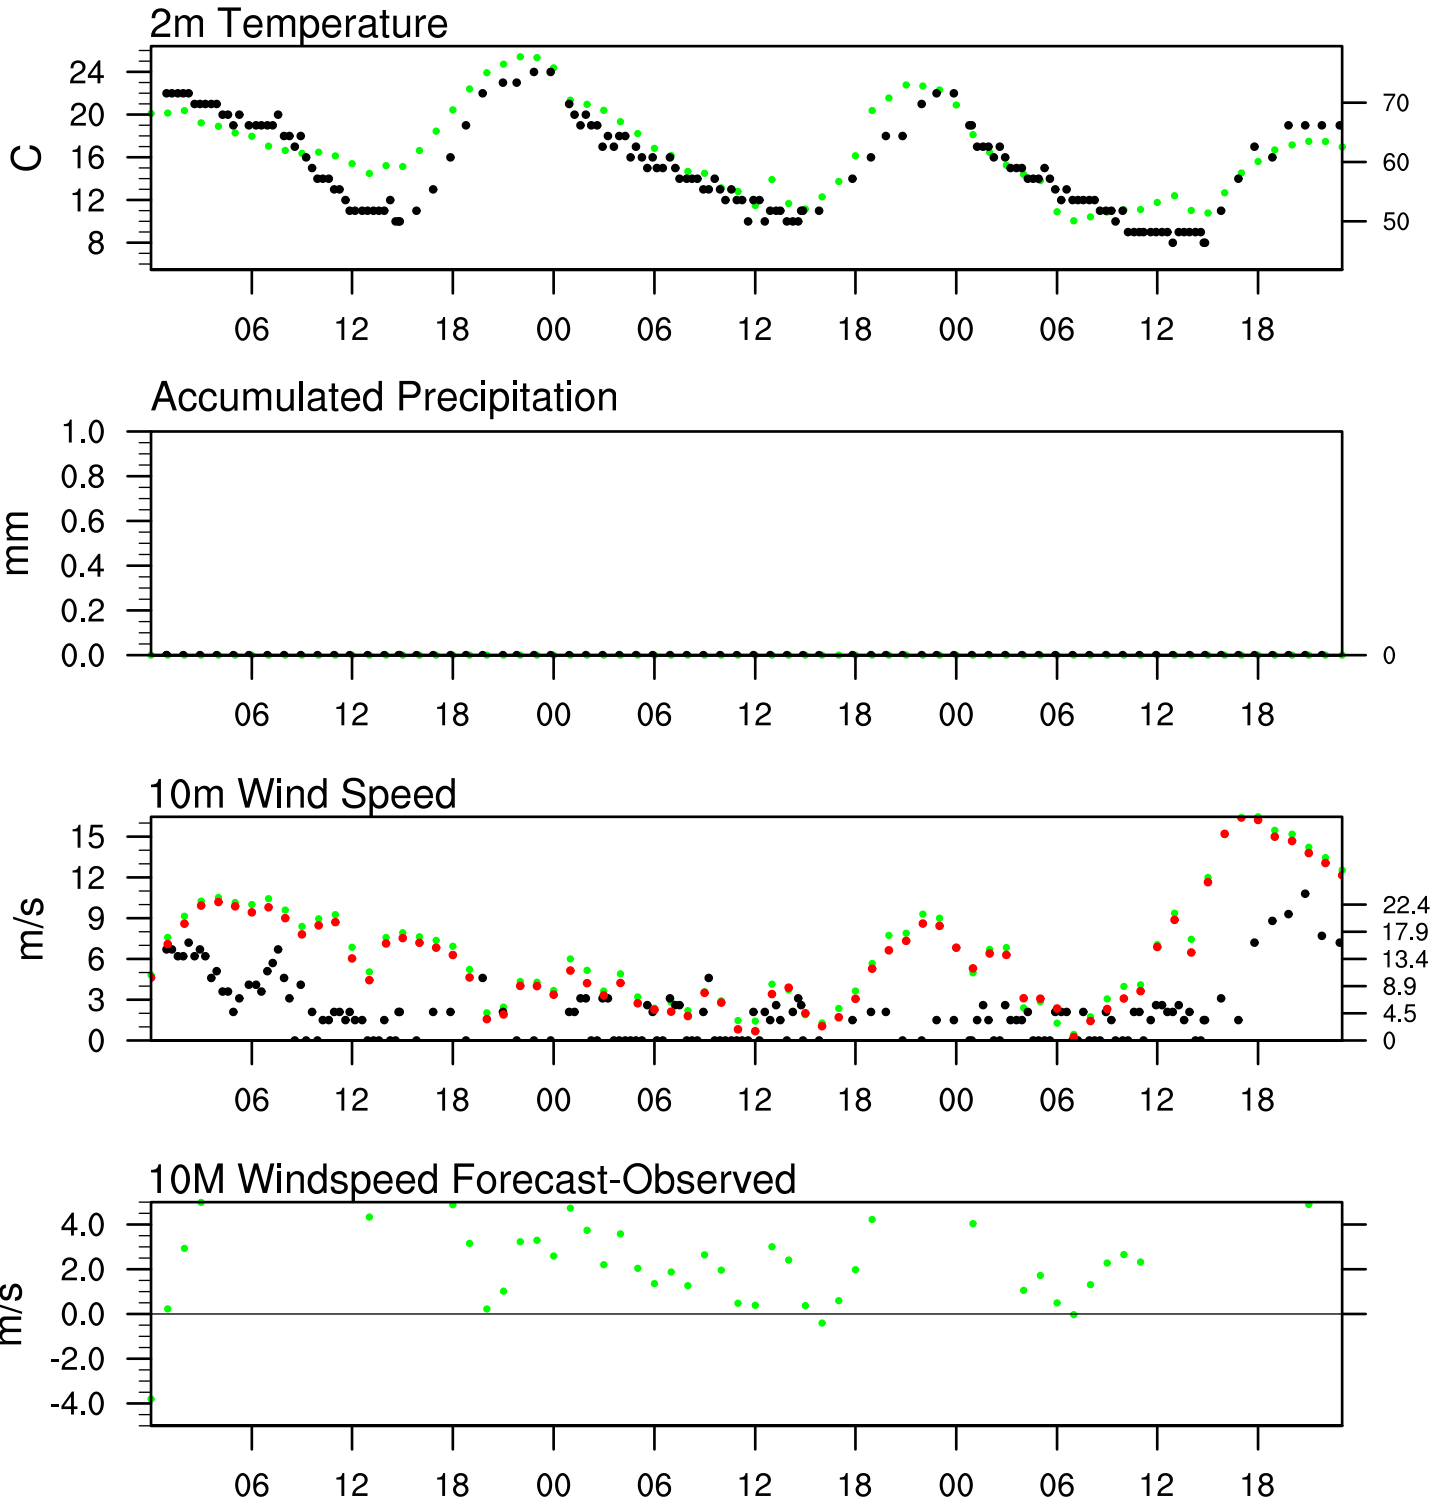 2m Temperature
24
20
16
12
8
C
70
60
50
06 12 18 00 06 12 18 00 06 12 18
Accumulated Precipitation
1.0
0.8
0.6
0.4
0.2
0.0
mm
0
06 12 18 00 06 12 18 00 06 12 18
10m Wind Speed
15
12
9
6
3
0
m/s
22.4
17.9
13.4
8.9
4.5
0
06 12 18 00 06 12 18 00 06 12 18
10M Windspeed Forecast-Observed
4.0
2.0
0.0
-2.0
-4.0
m/s
06 12 18 00 06 12 18 00 06 12 18